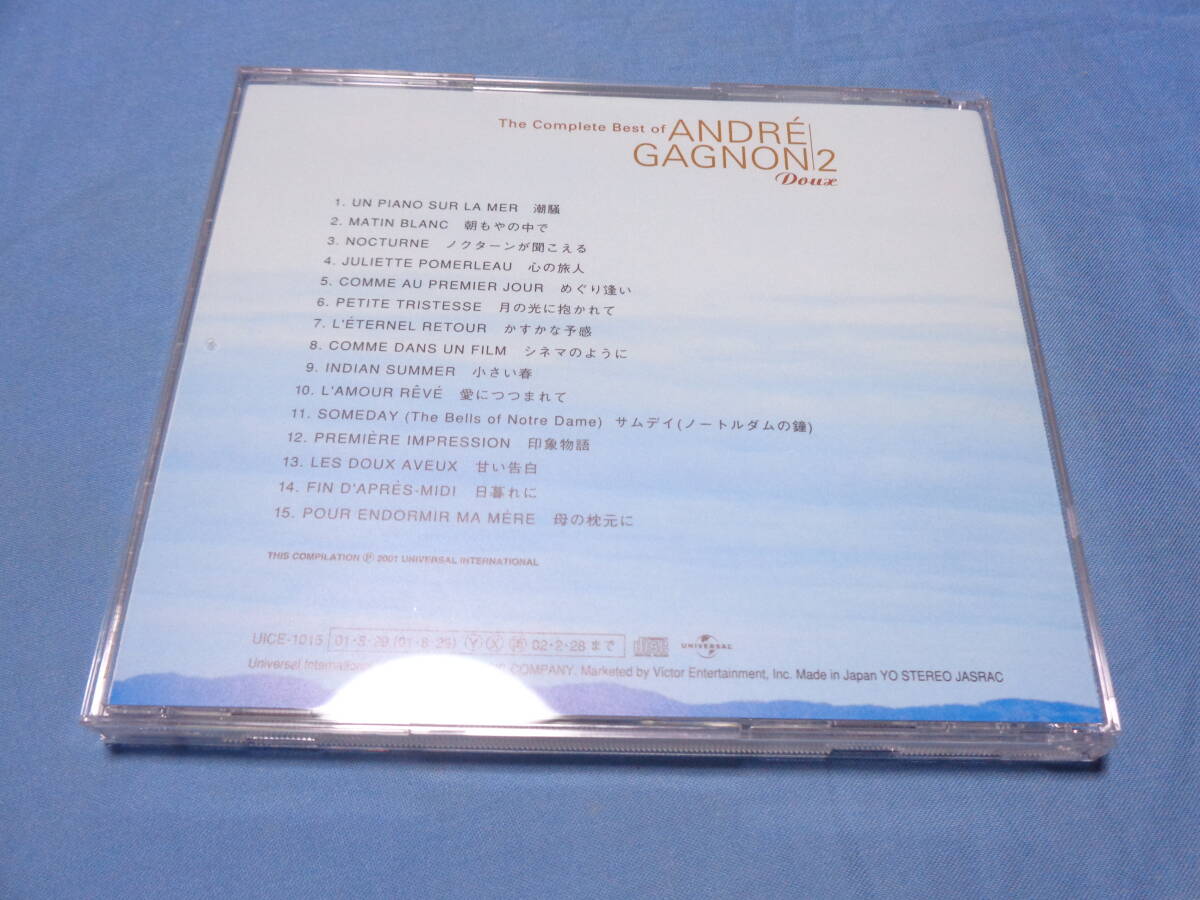 The Complete Best of ANDRÉ
GAGNON 2
Doux
1. UN PIANO SUR LA MER 潮騒
2. MATIN BLANC 朝もやの中で
3. NOCTURNE ノクターンが聞こえる
4. JULIETTE POMERLEAU 心の旅人
5. COMME AU PREMIER JOUR めぐり逢い
6. PETITE TRISTESSE 月の光に抱かれて
7. L'ÉTERNEL RETOUR かすかな予感
8. COMME DANS UN FILM シネマのように
9. INDIAN SUMMER 小さい春
10. L'AMOUR RÊVÉ 愛につつまれて
11. SOMEDAY (The Bells of Notre Dame) サムデイ(ノートルダムの鐘)
12. PREMIÈRE IMPRESSION 印象物語
13. LES DOUX AVEUX 甘い告白
14. FIN D'APRÈS-MIDI 日暮れに
15. POUR ENDORMIR MA MÈRE 母の枕元に
THIS COMPILATION Ⓟ 2001 UNIVERSAL INTERNATIONAL
UICE-1015 01・8・29 (01・8・29) Ⓨ Ⓧ 02・2・28 まで UNIVERSAL
Universal International COMPANY. Marketed by Victor Entertainment, Inc. Made in Japan YO STEREO JASRAC